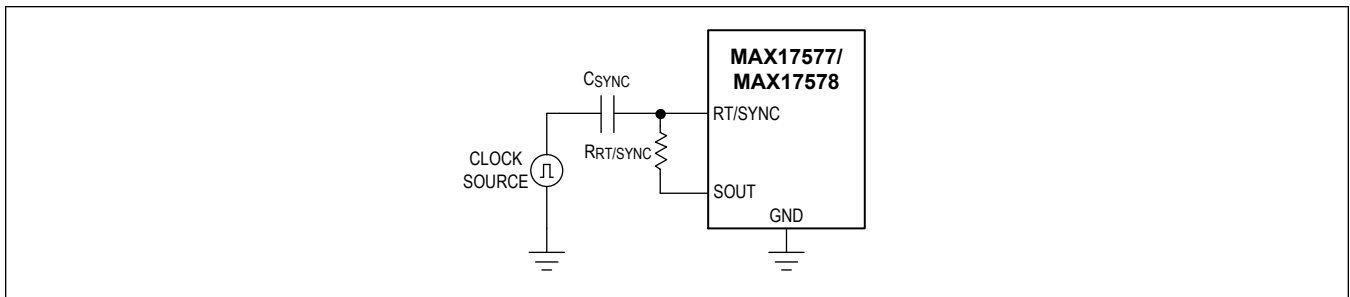 MAX17577/
MAX17578
CSYNC
RT/SYNC
RRT/SYNC
CLOCK
SOURCE
SOUT
GND